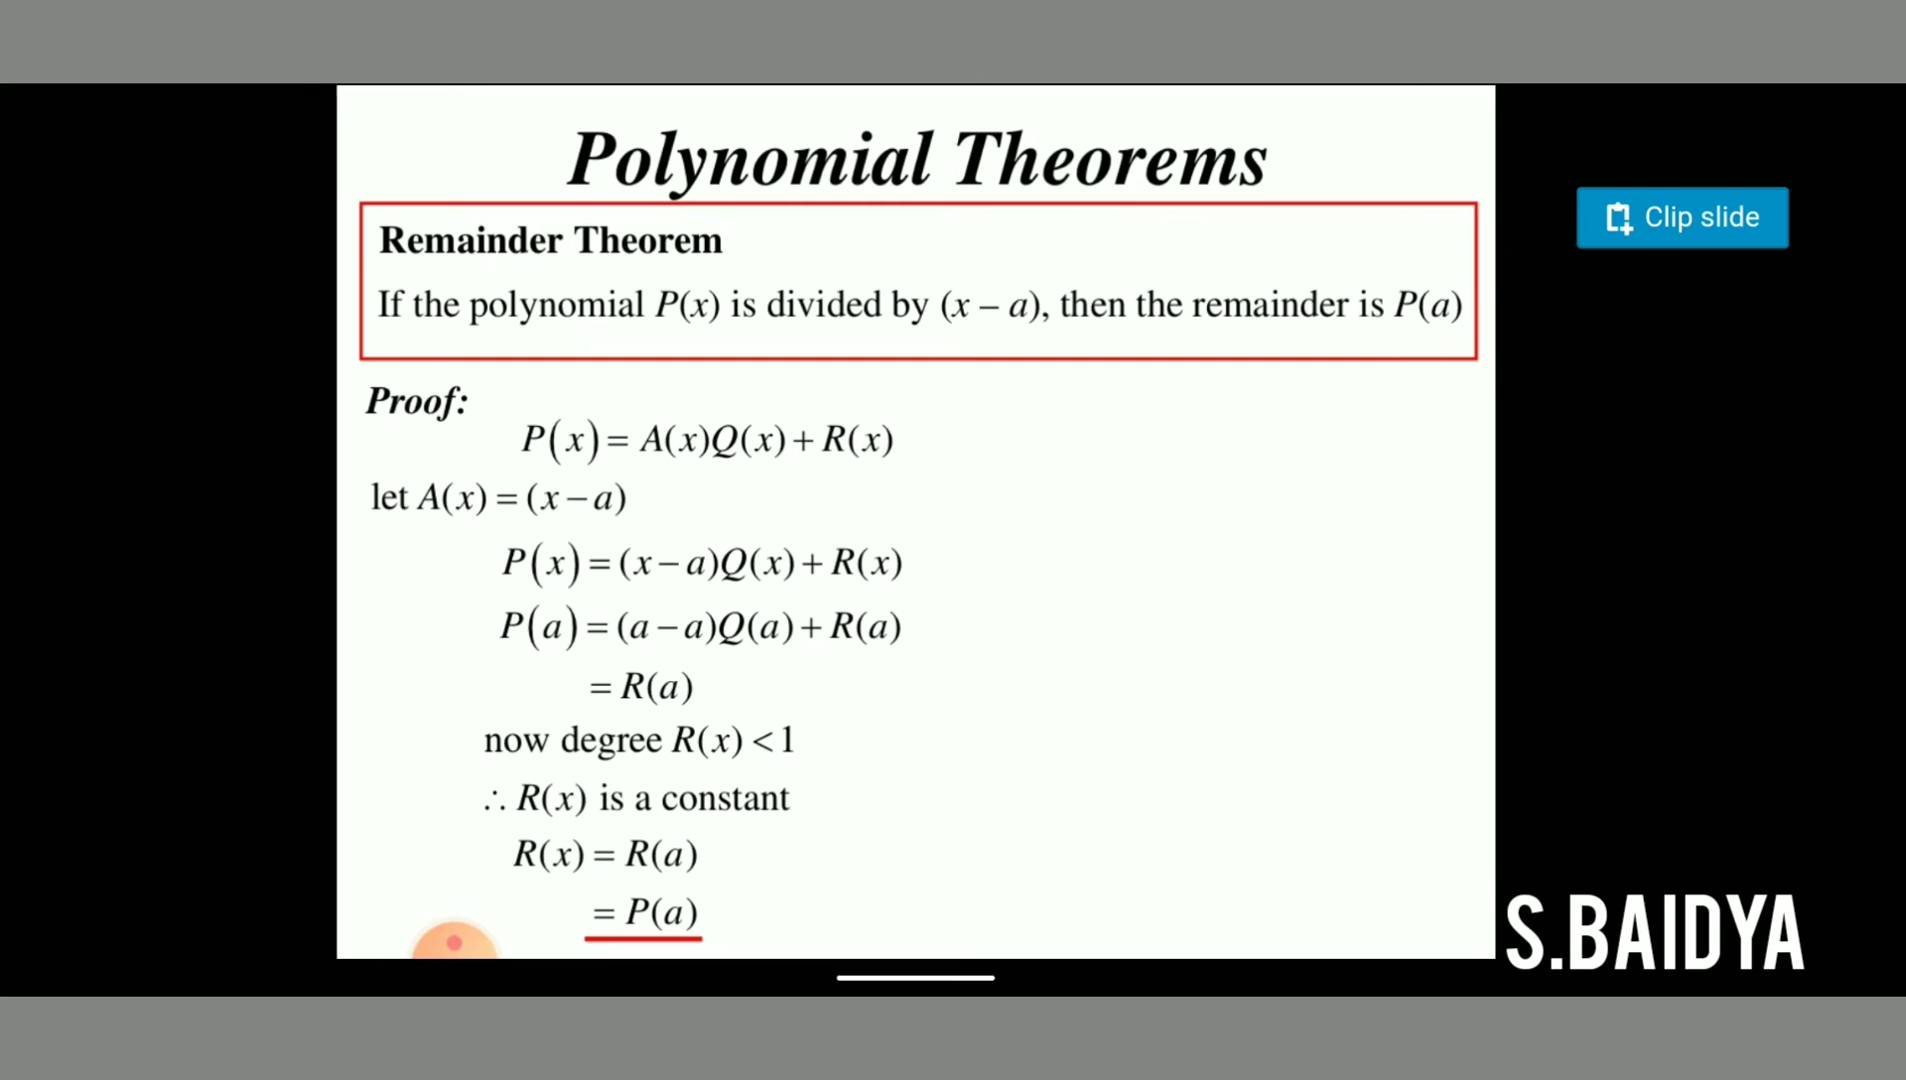 Polynomial Theorems
Clip slide
Remainder Theorem
If the polynomial P(x) is divided by (x – a), then the remainder is P(a)
Proof:
P(x) = A(x)Q(x) + R(x)
let A(x) = (x – a)
P(x) = (x – a)Q(x) + R(x)
P(a) = (a – a)Q(a) + R(a)
= R(a)
now degree R(x) < 1
∴ R(x) is a constant
R(x) = R(a)
= P(a)
S.BAIDYA